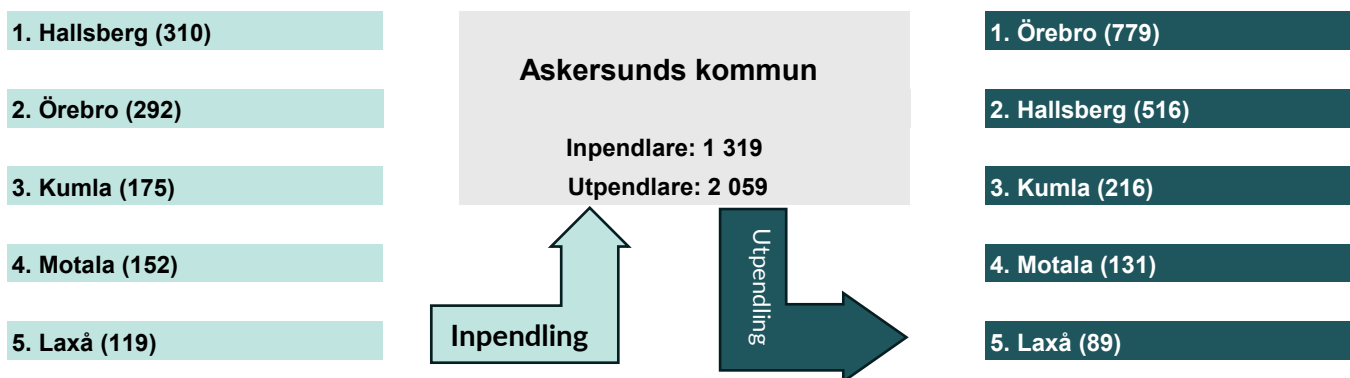 1. Hallsberg (310)
2. Örebro (292)
3. Kumla (175)
4. Motala (152)
5. Laxå (119)
Askersunds kommun
Inpendlare: 1 319
Utpendlare: 2 059
Inpendling
Utpendling
1. Örebro (779)
2. Hallsberg (516)
3. Kumla (216)
4. Motala (131)
5. Laxå (89)